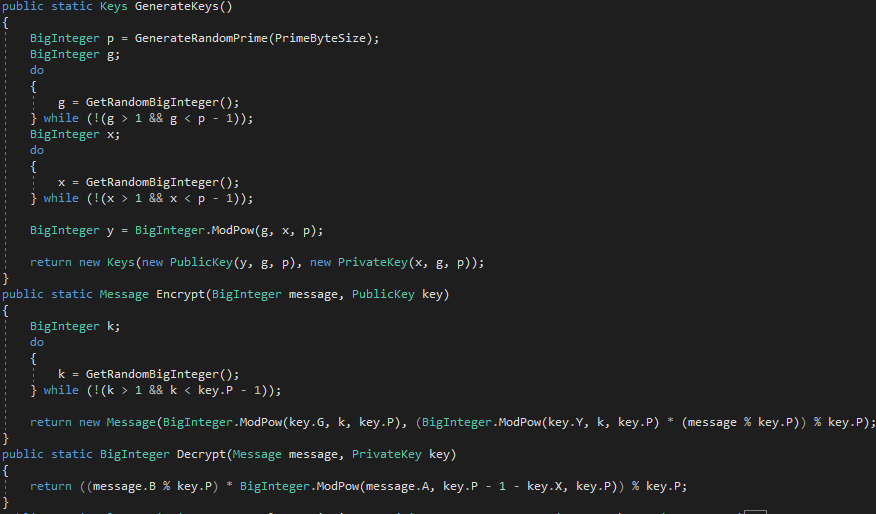 public static Keys GenerateKeys()
{
BigInteger p = GenerateRandomPrime(PrimeByteSize);
BigInteger g;
do
{
g = GetRandomBigInteger();
} while (!(g > 1 && g < p - 1));
BigInteger x;
do
{
x = GetRandomBigInteger();
} while (!(x > 1 && x < p - 1));
BigInteger y = BigInteger.ModPow(g, x, p);
return new Keys(new PublicKey(y, g, p), new PrivateKey(x, g, p));
}
public static Message Encrypt(BigInteger message, PublicKey key)
{
BigInteger k;
do
{
k = GetRandomBigInteger();
} while (!(k > 1 && k < key.P - 1));
return new Message(BigInteger.ModPow(key.G, k, key.P), (BigInteger.ModPow(key.Y, k, key.P) * (message % key.P)) % key.P);
}
public static BigInteger Decrypt(Message message, PrivateKey key)
{
return ((message.B % key.P) * BigInteger.ModPow(message.A, key.P - 1 - key.X, key.P)) % key.P;
}